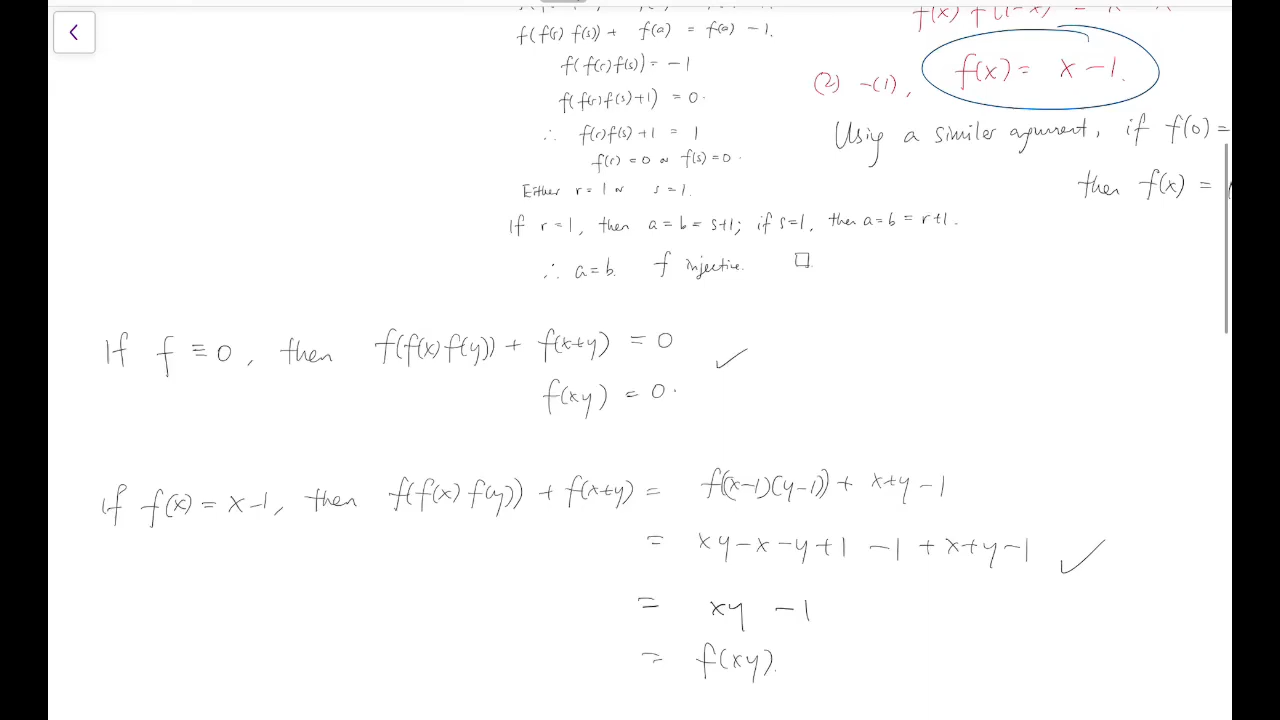 f(f(r) f(s)) + f(a) = f(a) - 1.
f(f(r)f(s)) = -1
f(f(r)f(s)+1) = 0.
∴ f(r)f(s)+1 = 1
f(r) = 0 or f(s) = 0.
Either r = 1 or s = 1.
If r = 1, then a = b = s+1; if s=1, then a = b = r+1.
∴ a = b. f injective. □
f(x) f(1-x) =
(2) -(1), f(x) = x - 1.
Using a similar argument, if f(0) =
then f(x) =
If f ≡ 0, then f(f(x) f(y)) + f(x+y) = 0 ✓
f(xy) = 0.
If f(x) = x-1, then f(f(x) f(y)) + f(x+y) = f((x-1)(y-1)) + x+y-1
= xy-x-y+1 -1 +x+y-1 ✓
= xy -1
= f(xy).